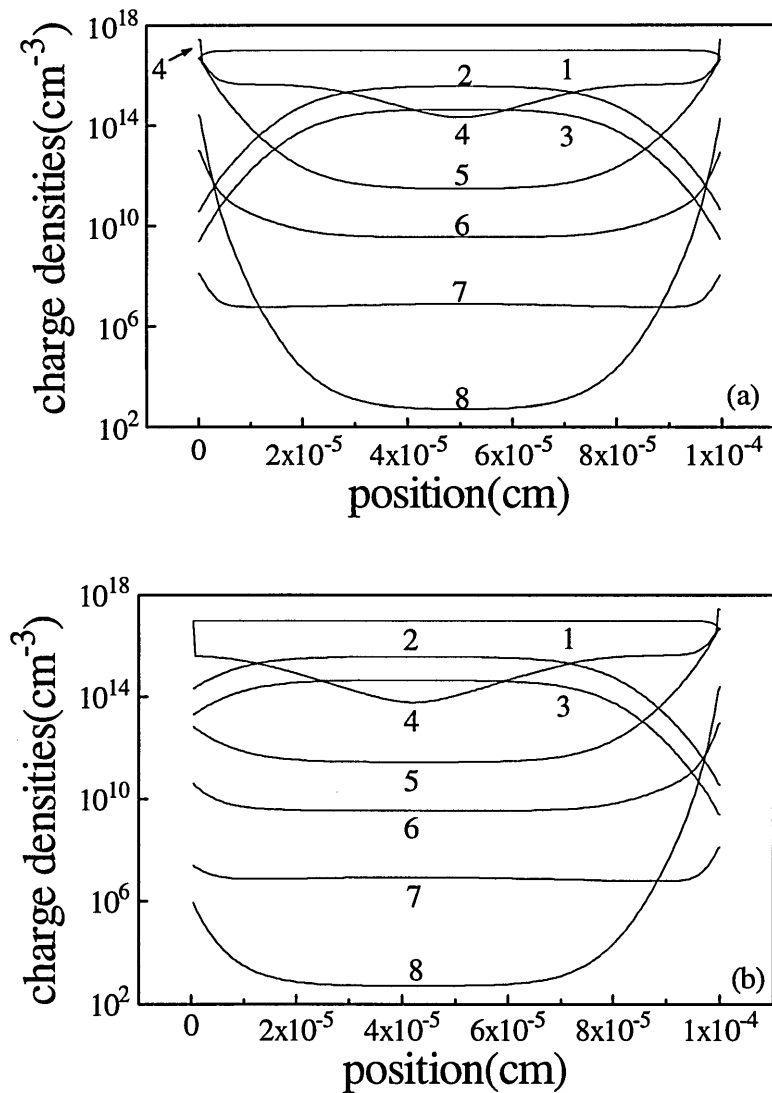 10^18
10^14
10^10
10^6
10^2
charge densities(cm^-3)
4
2
1
4
3
5
6
7
8
(a)
0
2x10^-5
4x10^-5
6x10^-5
8x10^-5
1x10^-4
position(cm)
10^18
10^14
10^10
10^6
10^2
charge densities(cm^-3)
2
1
4
3
5
6
7
8
(b)
0
2x10^-5
4x10^-5
6x10^-5
8x10^-5
1x10^-4
position(cm)